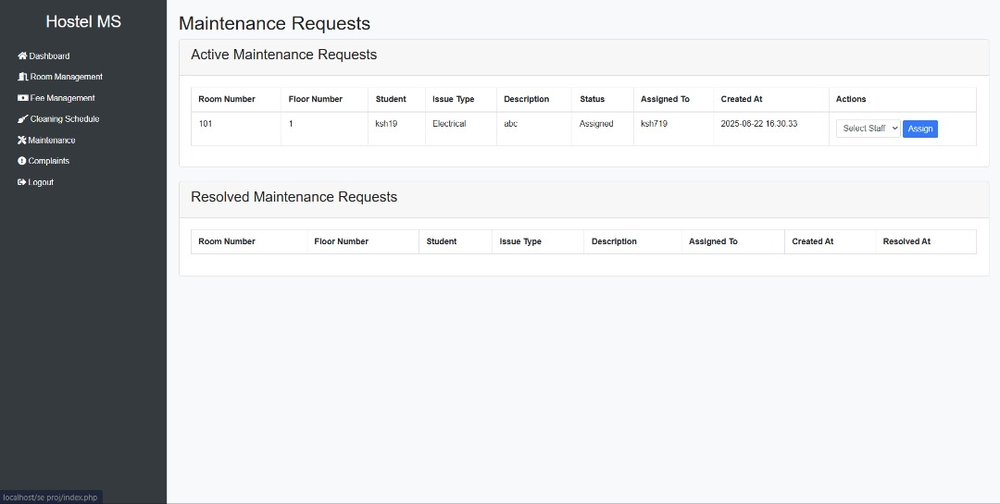 Hostel MS
Dashboard
Room Management
Fee Management
Cleaning Schedule
Maintenance
Complaints
Logout
Maintenance Requests
Active Maintenance Requests
Room Number Floor Number Student Issue Type Description Status Assigned To Created At Actions
101 1 ksh19 Electrical abc Assigned ksh719 2025-06-22 16:30:33 Select Staff Assign
Resolved Maintenance Requests
Room Number Floor Number Student Issue Type Description Assigned To Created At Resolved At
localhost/se proj/index.php